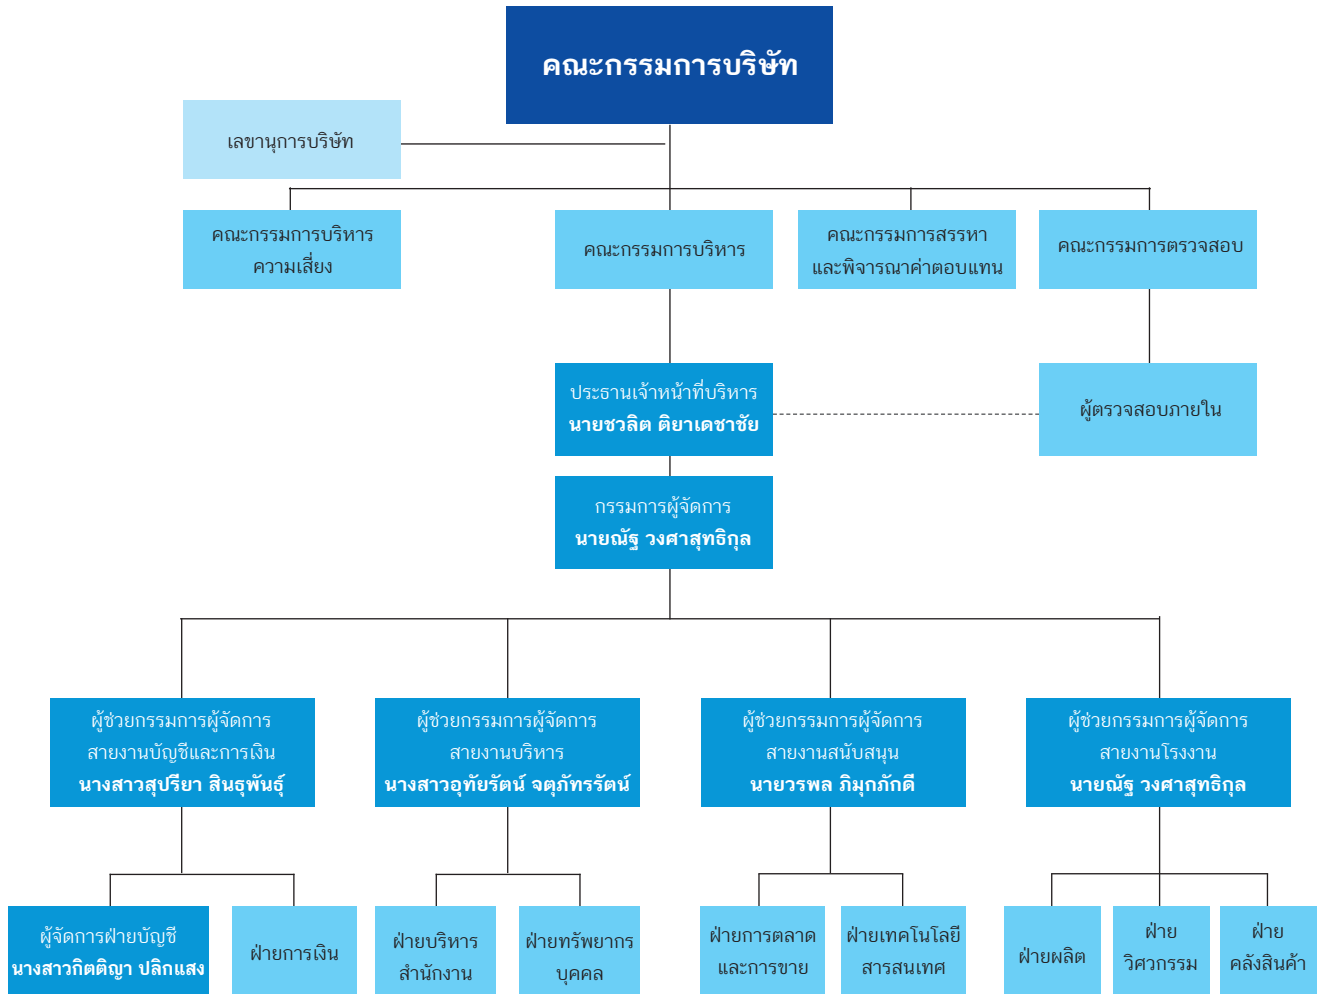 คณะกรรมการบริษัท
เลขานุการบริษัท
คณะกรรมการบริหาร
ความเสี่ยง
คณะกรรมการบริหาร
คณะกรรมการสรรหา
และพิจารณาค่าตอบแทน
คณะกรรมการตรวจสอบ
ประธานเจ้าหน้าที่บริหาร
นายชวลิต ติยาเดชาชัย
ผู้ตรวจสอบภายใน
กรรมการผู้จัดการ
นายณัฐ วงศาสุทธิกุล
ผู้ช่วยกรรมการผู้จัดการ
สายงานบัญชีและการเงิน
นางสาวสุปรียา สินธุพันธุ์
ผู้ช่วยกรรมการผู้จัดการ
สายงานบริหาร
นางสาวอุทัยรัตน์ จตุภัทรรัตน์
ผู้ช่วยกรรมการผู้จัดการ
สายงานสนับสนุน
นายวรพล ภิมุกภักดี
ผู้ช่วยกรรมการผู้จัดการ
สายงานโรงงาน
นายณัฐ วงศาสุทธิกุล
ผู้จัดการฝ่ายบัญชี
นางสาวกิตติญา ปลิกแสง
ฝ่ายการเงิน
ฝ่ายบริหาร
สำนักงาน
ฝ่ายทรัพยากร
บุคคล
ฝ่ายการตลาด
และการขาย
ฝ่ายเทคโนโลยี
สารสนเทศ
ฝ่ายผลิต
ฝ่าย
วิศวกรรม
ฝ่าย
คลังสินค้า